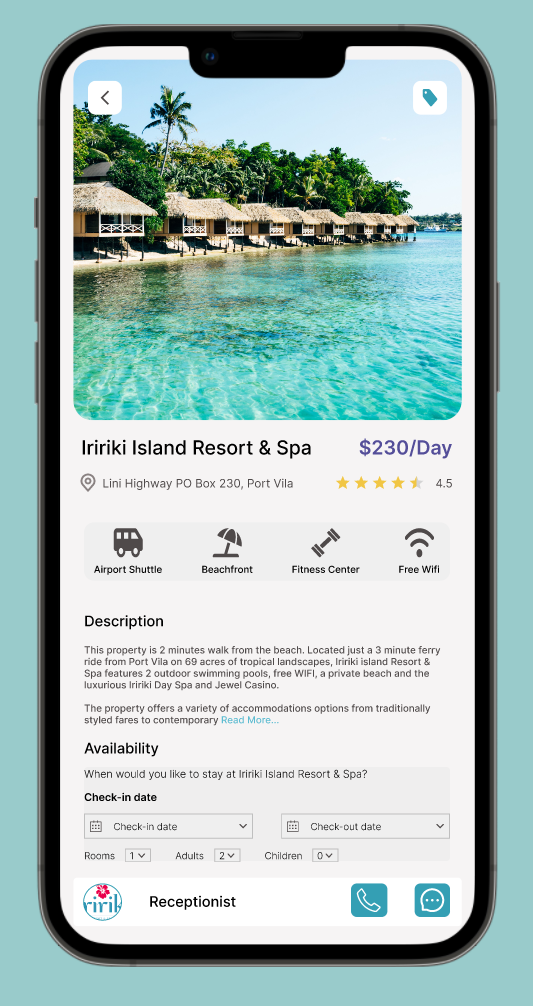 Iririki Island Resort & Spa
$230/Day
Lini Highway PO Box 230, Port Vila
4.5
Airport Shuttle
Beachfront
Fitness Center
Free Wifi
Description
This property is 2 minutes walk from the beach. Located just a 3 minute ferry
ride from Port Vila on 69 acres of tropical landscapes, Iririki island Resort &
Spa features 2 outdoor swimming pools, free WIFI, a private beach and the
luxurious Iririki Day Spa and Jewel Casino.
The property offers a variety of accommodations options from traditionally
styled fares to contemporary Read More...
Availability
When would you like to stay at Iririki Island Resort & Spa?
Check-in date
Check-in date
Check-out date
Rooms 1 Adults 2 Children 0
ririk
Receptionist